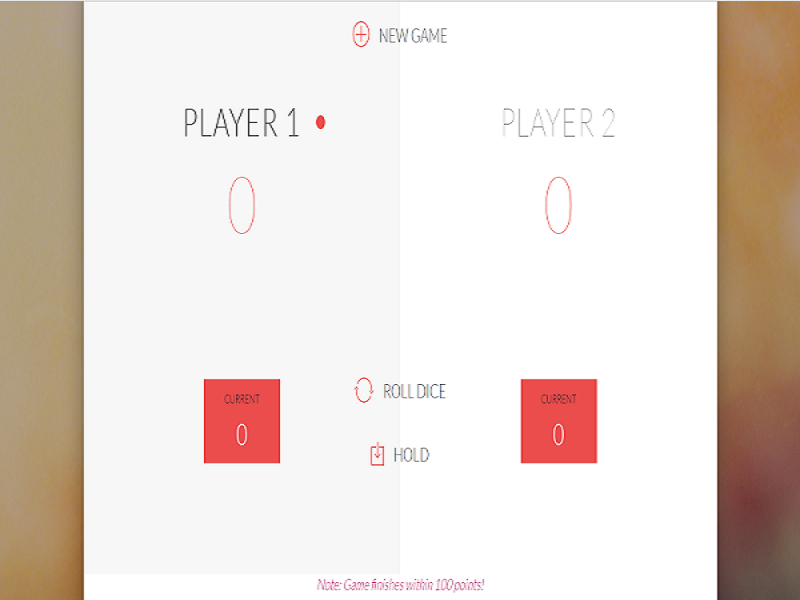 NEW GAME
PLAYER 1
PLAYER 2
0
0
CURRENT
0
ROLL DICE
HOLD
CURRENT
0
Note: Game finishes within 100 points!